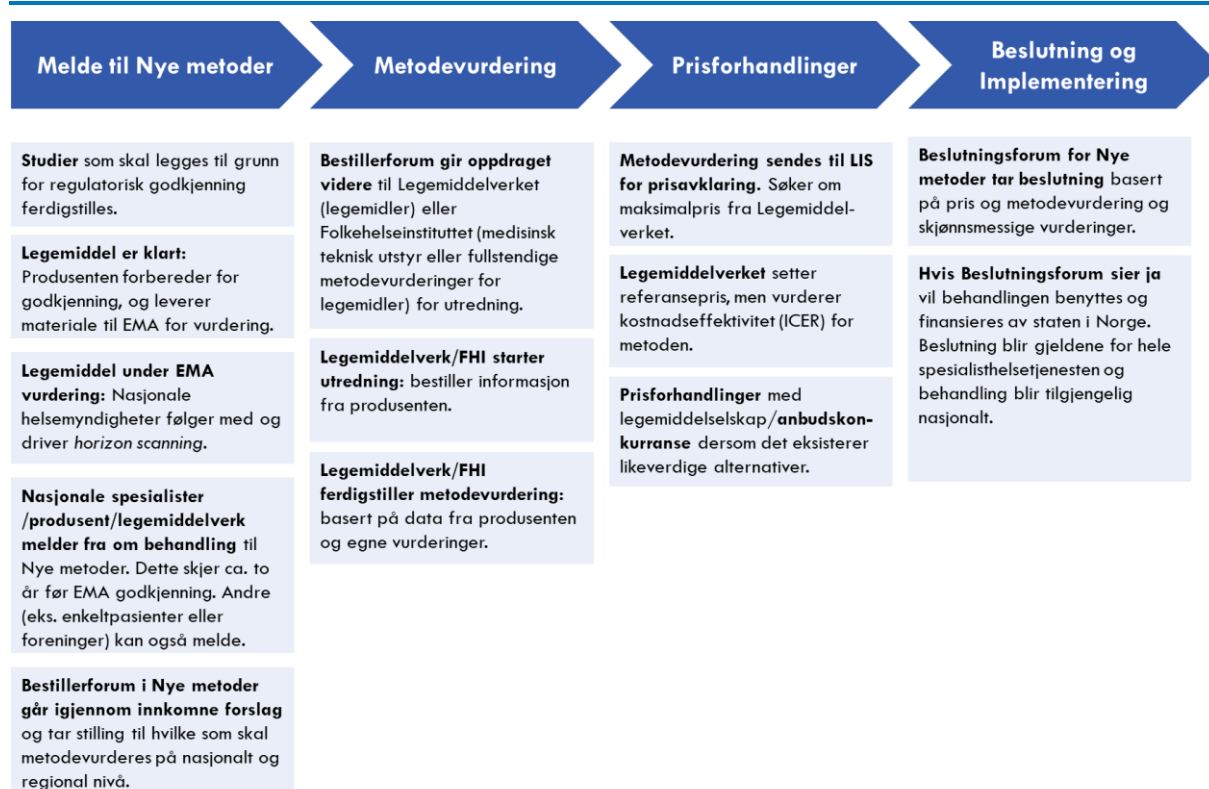 Melde til Nye metoder
Studier som skal legges til grunn
for regulatorisk godkjenning
ferdigstilles.
Legemiddel er klart:
Produsenten forbereder for
godkjenning, og leverer
materiale til EMA for vurdering.
Legemiddel under EMA
vurdering: Nasjonale
helsemyndigheter følger med og
driver horizon scanning.
Nasjonale spesialister
/produsent/legemiddelverk
melder fra om behandling til
Nye metoder. Dette skjer ca. to
år før EMA godkjenning. Andre
(eks. enkeltpasienter eller
foreninger) kan også melde.
Bestillerforum i Nye metoder
går igjennom innkomne forslag
og tar stilling til hvilke som skal
metodevurderes på nasjonalt og
regional nivå.
Metodevurdering
Bestillerforum gir oppdraget
videre til Legemiddelverket
(legemidler) eller
Folkehelseinstituttet (medisinsk
teknisk utstyr eller fullstendige
metodevurderinger for
legemidler) for utredning.
Legemiddelverk/FHI starter
utredning: bestiller informasjon
fra produsenten.
Legemiddelverk/FHI
ferdigstiller metodevurdering:
basert på data fra produsenten
og egne vurderinger.
Prisforhandlinger
Metodevurdering sendes til LIS
for prisavklaring. Søker om
maksimalpris fra Legemiddel-
verket.
Legemiddelverket setter
referansepris, men vurderer
kostnadseffektivitet (ICER) for
metoden.
Prisforhandlinger med
legemiddelselskap/anbudskon-
kurranse dersom det eksisterer
likeverdige alternativer.
Beslutning og
Implementering
Beslutningsforum for Nye
metoder tar beslutning basert
på pris og metodevurdering og
skjønnsmessige vurderinger.
Hvis Beslutningsforum sier ja
vil behandlingen benyttes og
finansieres av staten i Norge.
Beslutning blir gjeldene for hele
spesialisthelsetjenesten og
behandling blir tilgjengelig
nasjonalt.